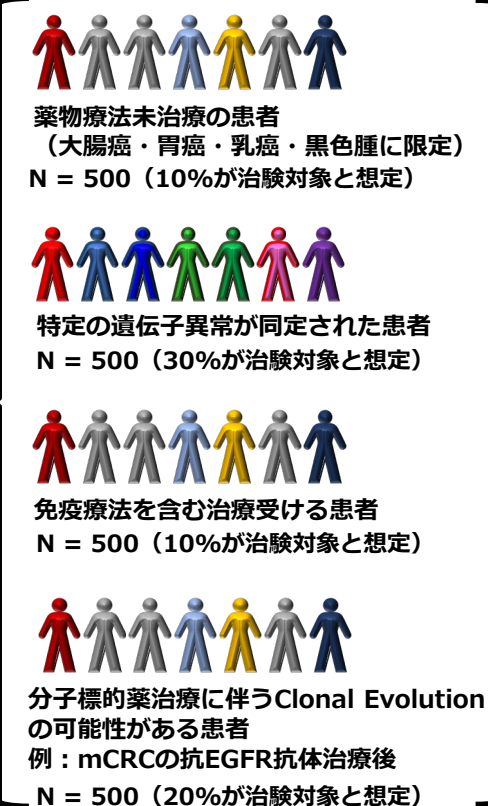 薬物療法未治療の患者
（大腸癌・胃癌・乳癌・黒色腫に限定）
N = 500（10%が治験対象と想定）
特定の遺伝子異常が同定された患者
N = 500（30%が治験対象と想定）
免疫療法を含む治療受ける患者
N = 500（10%が治験対象と想定）
分子標的薬治療に伴うClonal Evolution
の可能性がある患者
例：mCRCの抗EGFR抗体治療後
N = 500（20%が治験対象と想定）